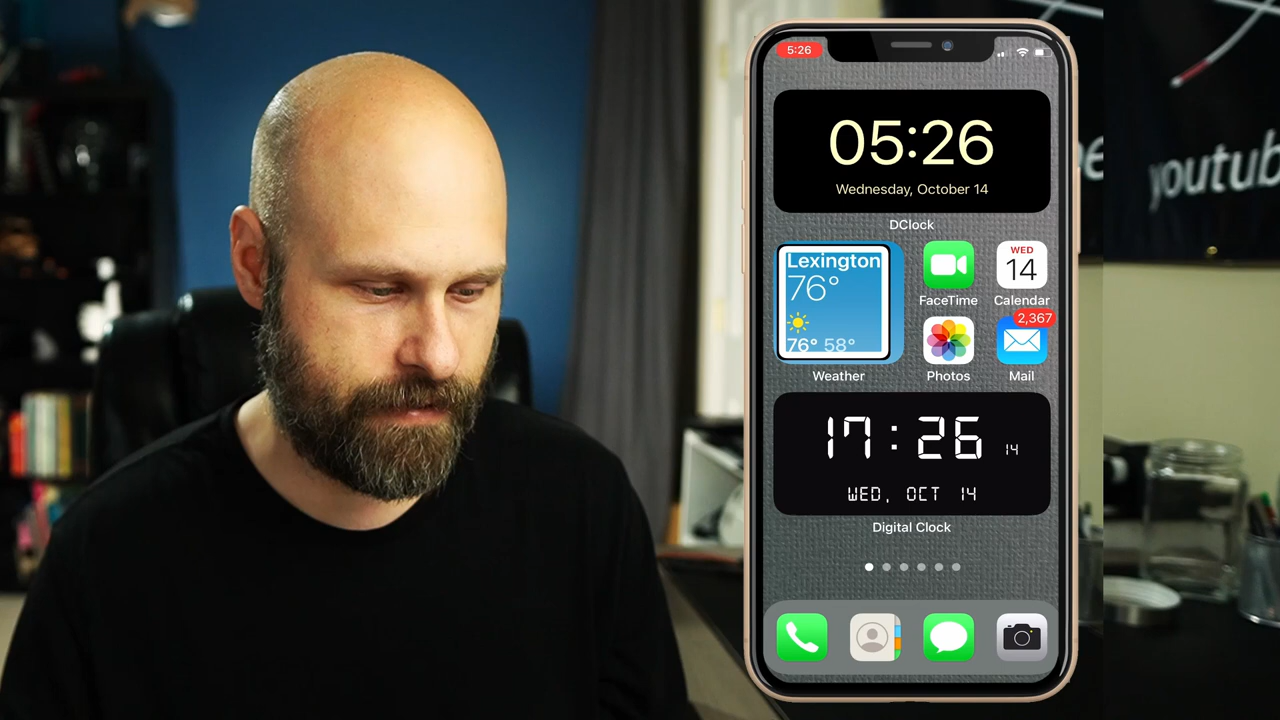 5:26
05:26
Wednesday, October 14
DClock
Lexington
76°
76° 58°
Weather
FaceTime
WED
14
Calendar
Photos
2,367
Mail
17:26 14
WED, OCT 14
Digital Clock
youtub